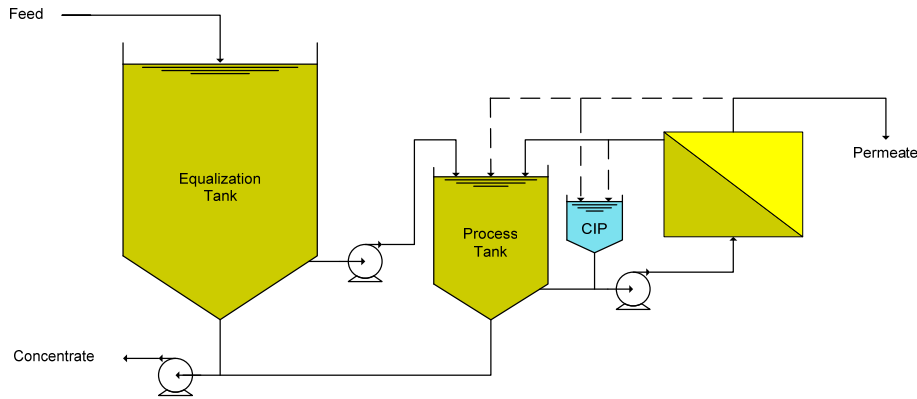 Feed
Equalization
Tank
Process
Tank
CIP
Permeate
Concentrate